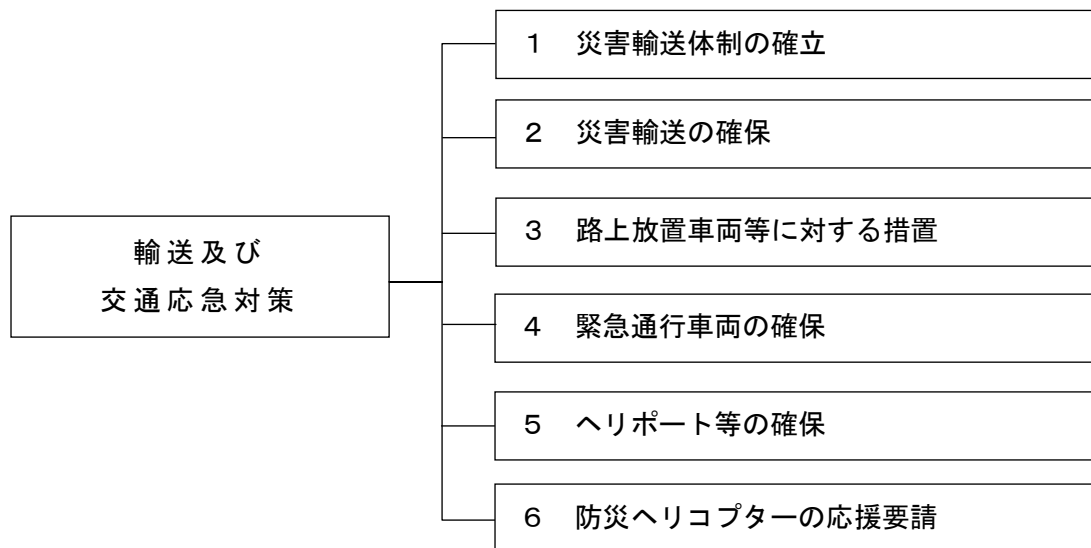 輸送及び
交通応急対策
１　災害輸送体制の確立
２　災害輸送の確保
３　路上放置車両等に対する措置
４　緊急通行車両の確保
５　ヘリポート等の確保
６　防災ヘリコプターの応援要請